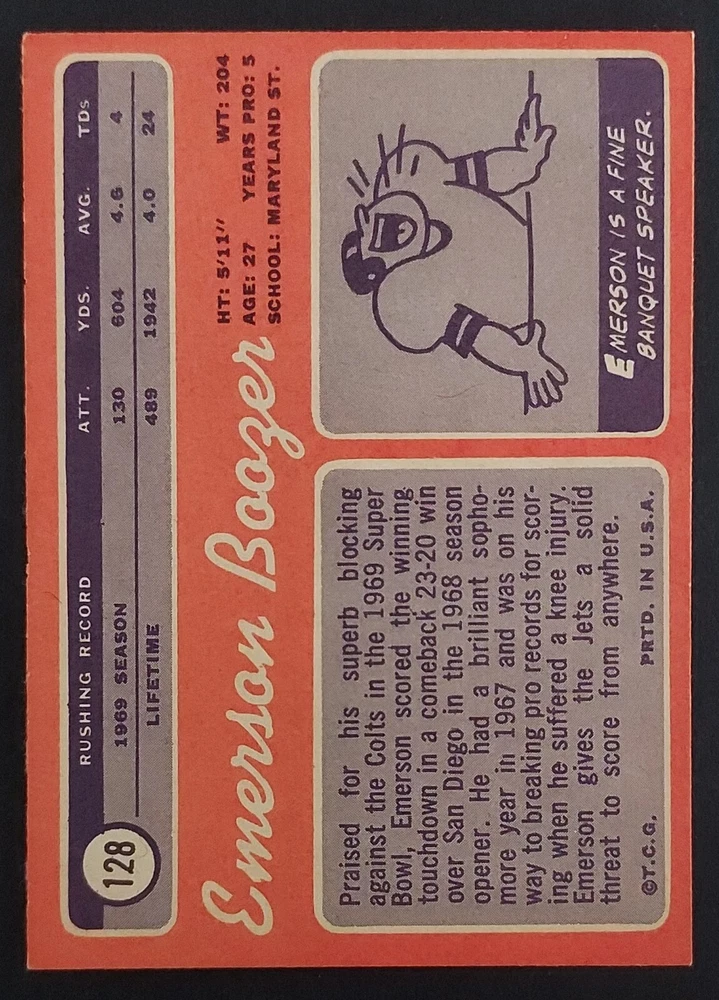 128
RUSHING RECORD ATT. YDS. AVG. TDs
1969 SEASON 130 604 4.6 4
LIFETIME 489 1942 4.0 24
Emerson Boozer
HT: 5'11" WT: 204
AGE: 27 YEARS PRO: 5
SCHOOL: MARYLAND ST.
Praised for his superb blocking
against the Colts in the 1969 Super
Bowl, Emerson scored the winning
touchdown in a comeback 23-20 win
over San Diego in the 1968 season
opener. He had a brilliant sopho-
more year in 1967 and was on his
way to breaking pro records for scor-
ing when he suffered a knee injury.
Emerson gives the Jets a solid
threat to score from anywhere.
©T.C.G. PRTD. IN U.S.A.
EMERSON IS A FINE
BANQUET SPEAKER.